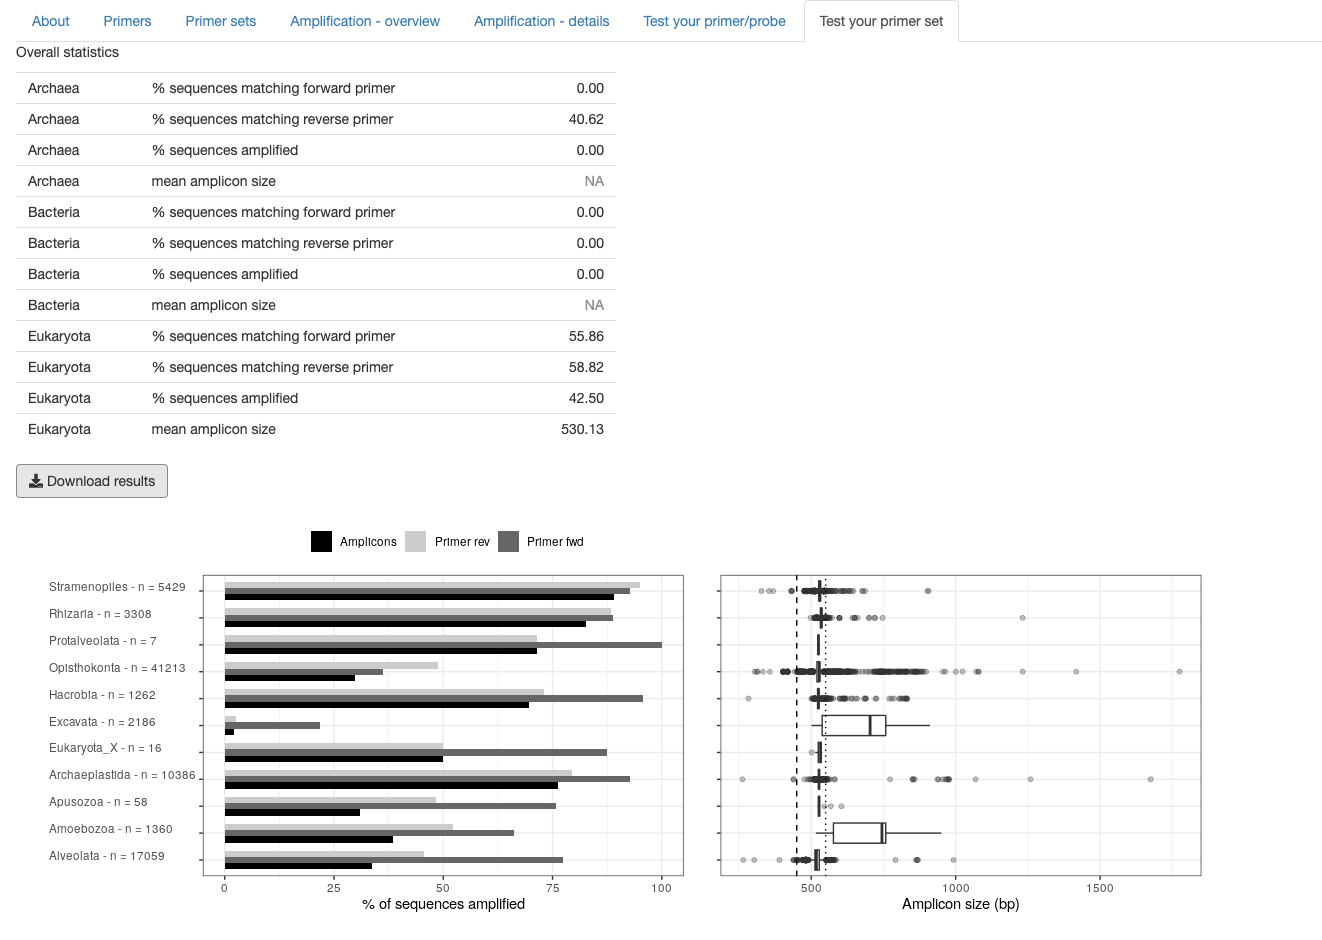 About Primers Primer sets Amplification - overview Amplification - details Test your primer/probe Test your primer set
Overall statistics
Archaea % sequences matching forward primer 0.00
Archaea % sequences matching reverse primer 40.62
Archaea % sequences amplified 0.00
Archaea mean amplicon size NA
Bacteria % sequences matching forward primer 0.00
Bacteria % sequences matching reverse primer 0.00
Bacteria % sequences amplified 0.00
Bacteria mean amplicon size NA
Eukaryota % sequences matching forward primer 55.86
Eukaryota % sequences matching reverse primer 58.82
Eukaryota % sequences amplified 42.50
Eukaryota mean amplicon size 530.13
Download results
Amplicons Primer rev Primer fwd
Stramenopiles - n = 5429
Rhizaria - n = 3308
Protalveolata - n = 7
Opisthokonta - n = 41213
Hacrobia - n = 1262
Excavata - n = 2186
Eukaryota_X - n = 16
Archaeplastida - n = 10386
Apusozoa - n = 58
Amoebozoa - n = 1360
Alveolata - n = 17059
0 25 50 75 100
% of sequences amplified
500 1000 1500
Amplicon size (bp)